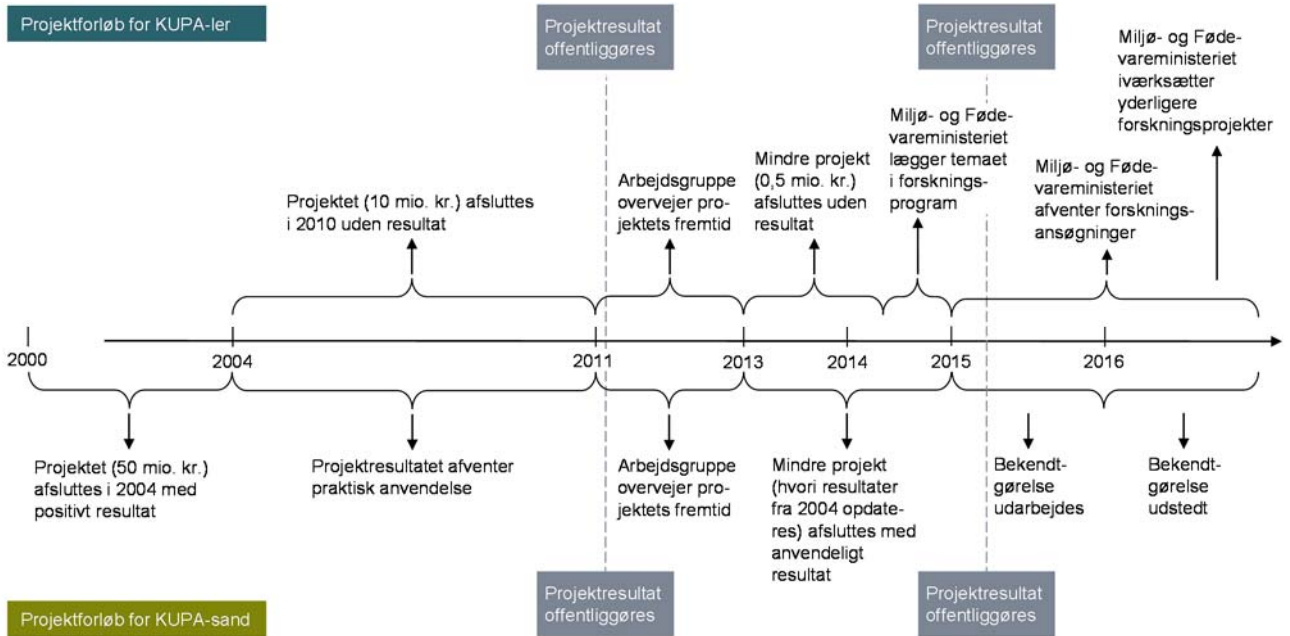 Projektforløb for KUPA-ler
Projektresultat
offentliggøres
Projektresultat
offentliggøres
Miljø- og Føde-
vareministeriet
iværksætter
yderligere
forskningsprojekter
Projektet (10 mio. kr.) afsluttes
i 2010 uden resultat
Arbejdsgruppe
overvejer pro-
jektets fremtid
Mindre projekt
(0,5 mio. kr.)
afsluttes uden
resultat
Miljø- og Føde-
vareministeriet
lægger temaet
i forsknings-
program
Miljø- og Føde-
vareministeriet
afventer forsknings-
ansøgninger
2000
2004
2011
2013
2014
2015
2016
Projektet (50 mio. kr.)
afsluttes i 2004 med
positivt resultat
Projektresultatet afventer
praktisk anvendelse
Arbejdsgruppe
overvejer pro-
jektets fremtid
Mindre projekt
(hvori resultater
fra 2004 opdate-
res) afsluttes med
anvendeligt
resultat
Bekendt-
gørelse
udarbejdes
Bekendt-
gørelse
udstedt
Projektresultat
offentliggøres
Projektresultat
offentliggøres
Projektforløb for KUPA-sand